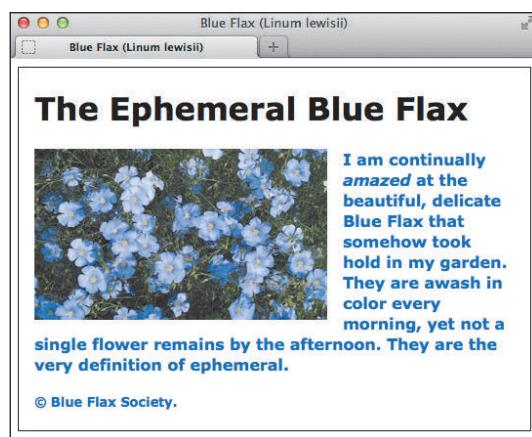 Blue Flax (Linum lewisii)
Blue Flax (Linum lewisii)
+
The Ephemeral Blue Flax
I am continually
amazed at the
beautiful, delicate
Blue Flax that
somehow took
hold in my garden.
They are awash in
color every
morning, yet not a
single flower remains by the afternoon. They are the
very definition of ephemeral.
© Blue Flax Society.